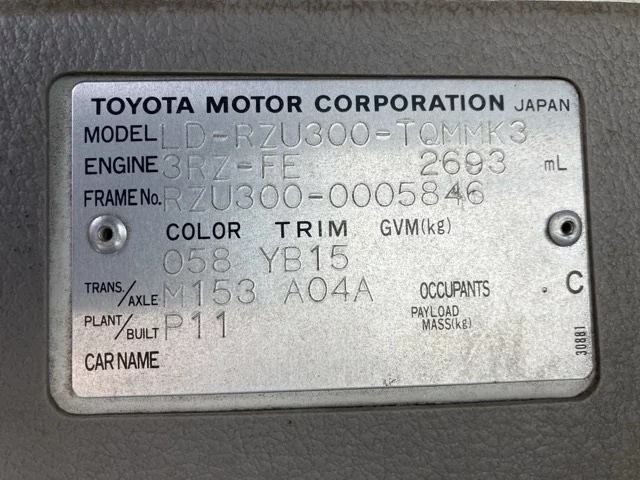 TOYOTA MOTOR CORPORATION JAPAN
MODEL LD-RZU300-TQMMK3
ENGINE 3RZ-FE 2693 mL
FRAME No. RZU300-0005846
COLOR TRIM GVM(kg)
058 YB15
TRANS./AXLE M153 A04A OCCUPANTS . C
PLANT/BUILT P11 PAYLOAD MASS(kg)
CAR NAME
30881